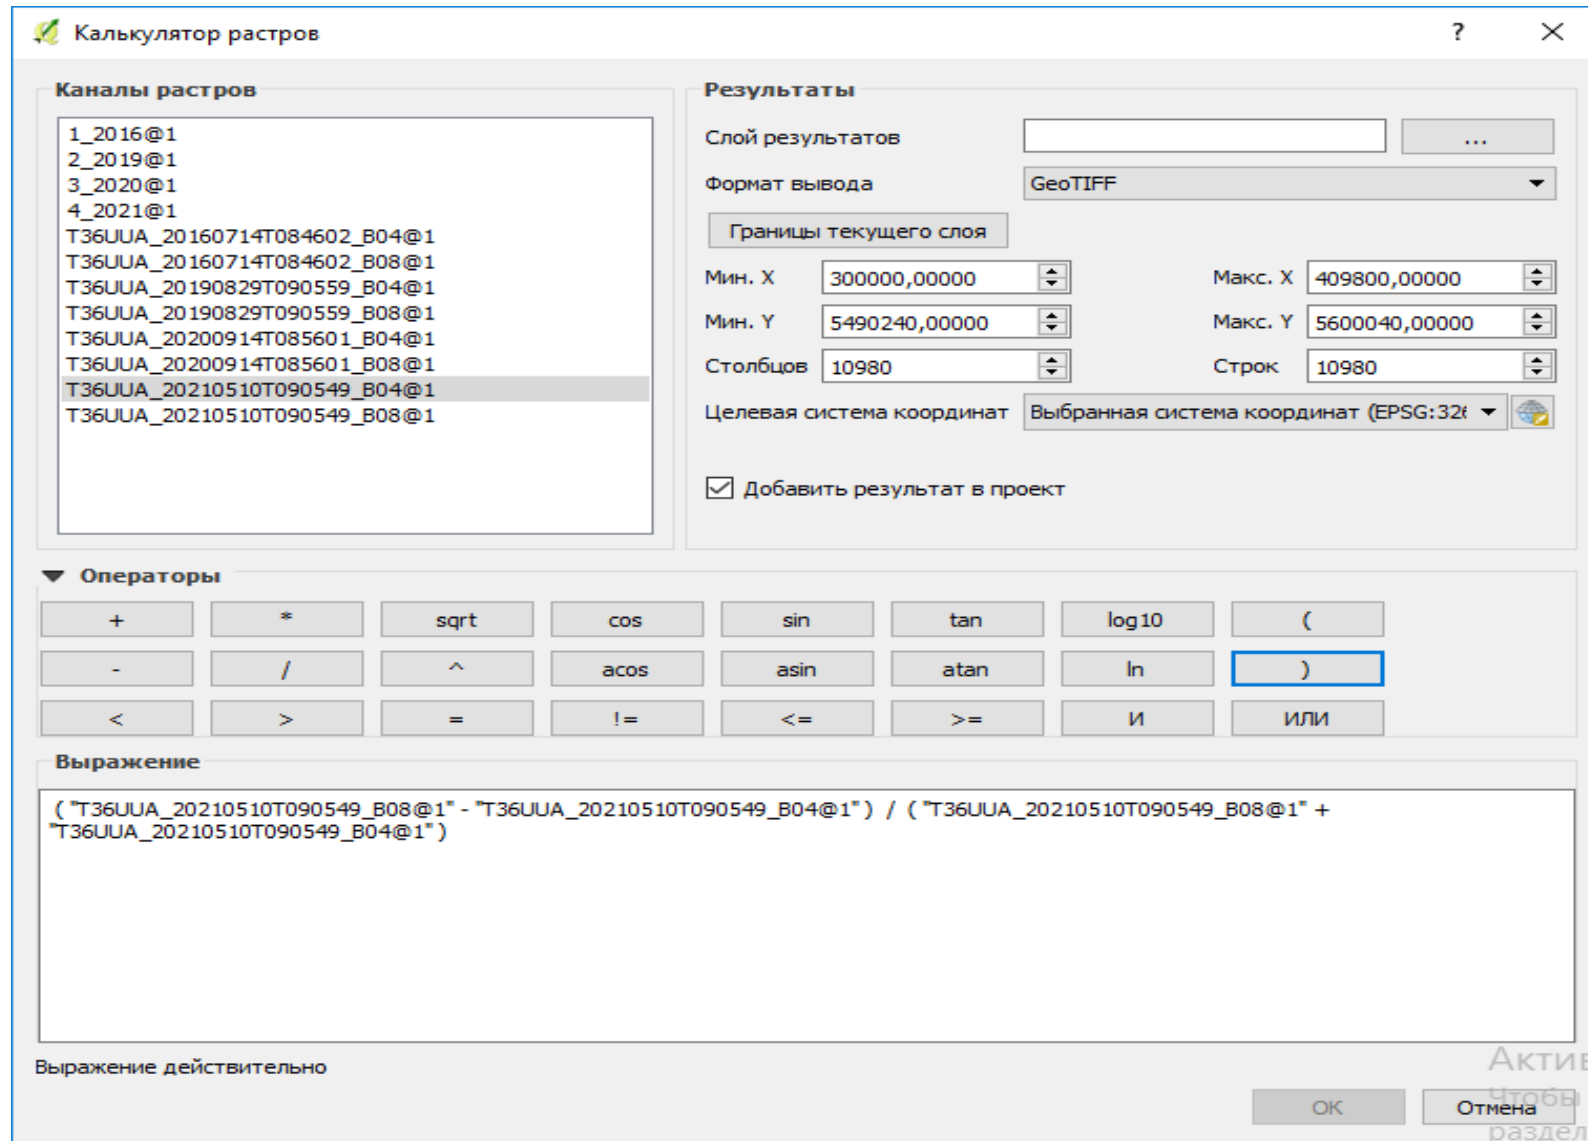 Калькулятор растров
?
Каналы растров
1_2016@1
2_2019@1
3_2020@1
4_2021@1
T36UUA_20160714T084602_B04@1
T36UUA_20160714T084602_B08@1
T36UUA_20190829T090559_B04@1
T36UUA_20190829T090559_B08@1
T36UUA_20200914T085601_B04@1
T36UUA_20200914T085601_B08@1
T36UUA_20210510T090549_B04@1
T36UUA_20210510T090549_B08@1
Результаты
Слой результатов
...
Формат вывода GeoTIFF
Границы текущего слоя
Мин. X 300000,00000 Макс. X 409800,00000
Мин. Y 5490240,00000 Макс. Y 5600040,00000
Столбцов 10980 Строк 10980
Целевая система координат Выбранная система координат (EPSG:326
Добавить результат в проект
Операторы
+ * sqrt cos sin tan log10 (
- / ^ acos asin atan ln )
< > = != <= >= И ИЛИ
Выражение
( "T36UUA_20210510T090549_B08@1" - "T36UUA_20210510T090549_B04@1" ) / ( "T36UUA_20210510T090549_B08@1" +
"T36UUA_20210510T090549_B04@1" )
Выражение действительно
Актив
Чтобы
раздел
OK Отмена